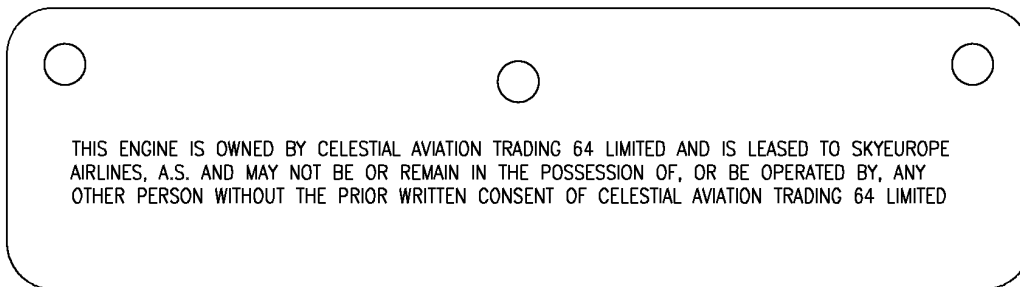 THIS ENGINE IS OWNED BY CELESTIAL AVIATION TRADING 64 LIMITED AND IS LEASED TO SKYEUROPE
AIRLINES, A.S. AND MAY NOT BE OR REMAIN IN THE POSSESSION OF, OR BE OPERATED BY, ANY
OTHER PERSON WITHOUT THE PRIOR WRITTEN CONSENT OF CELESTIAL AVIATION TRADING 64 LIMITED